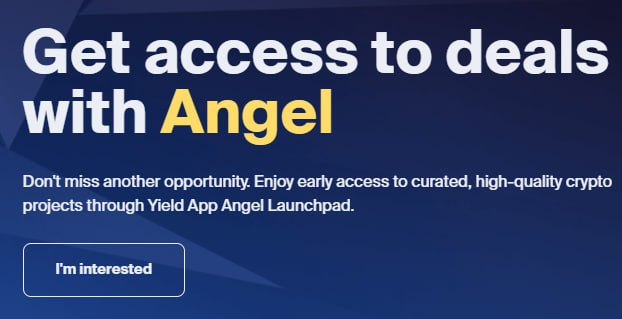 Get access to deals
with Angel
Don't miss another opportunity. Enjoy early access to curated, high-quality crypto
projects through Yield App Angel Launchpad.
I'm interested